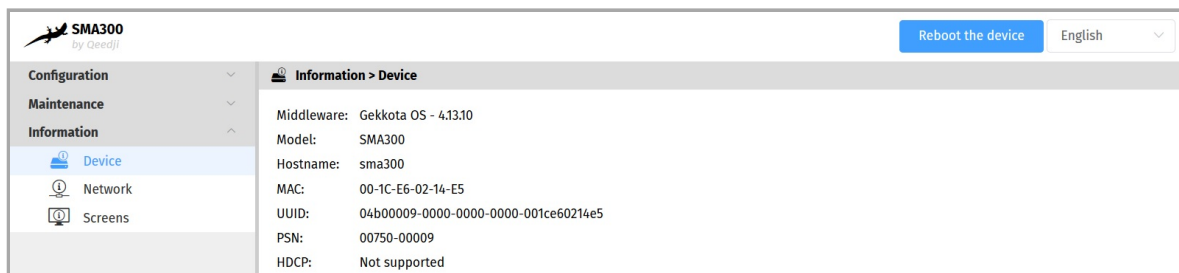 SMA300
by Qeedji
Reboot the device
English
Configuration
Maintenance
Information
Device
Network
Screens
Information > Device
Middleware: Gekkota OS - 4.13.10
Model: SMA300
Hostname: sma300
MAC: 00-1C-E6-02-14-E5
UUID: 04b00009-0000-0000-0000-001ce60214e5
PSN: 00750-00009
HDCP: Not supported